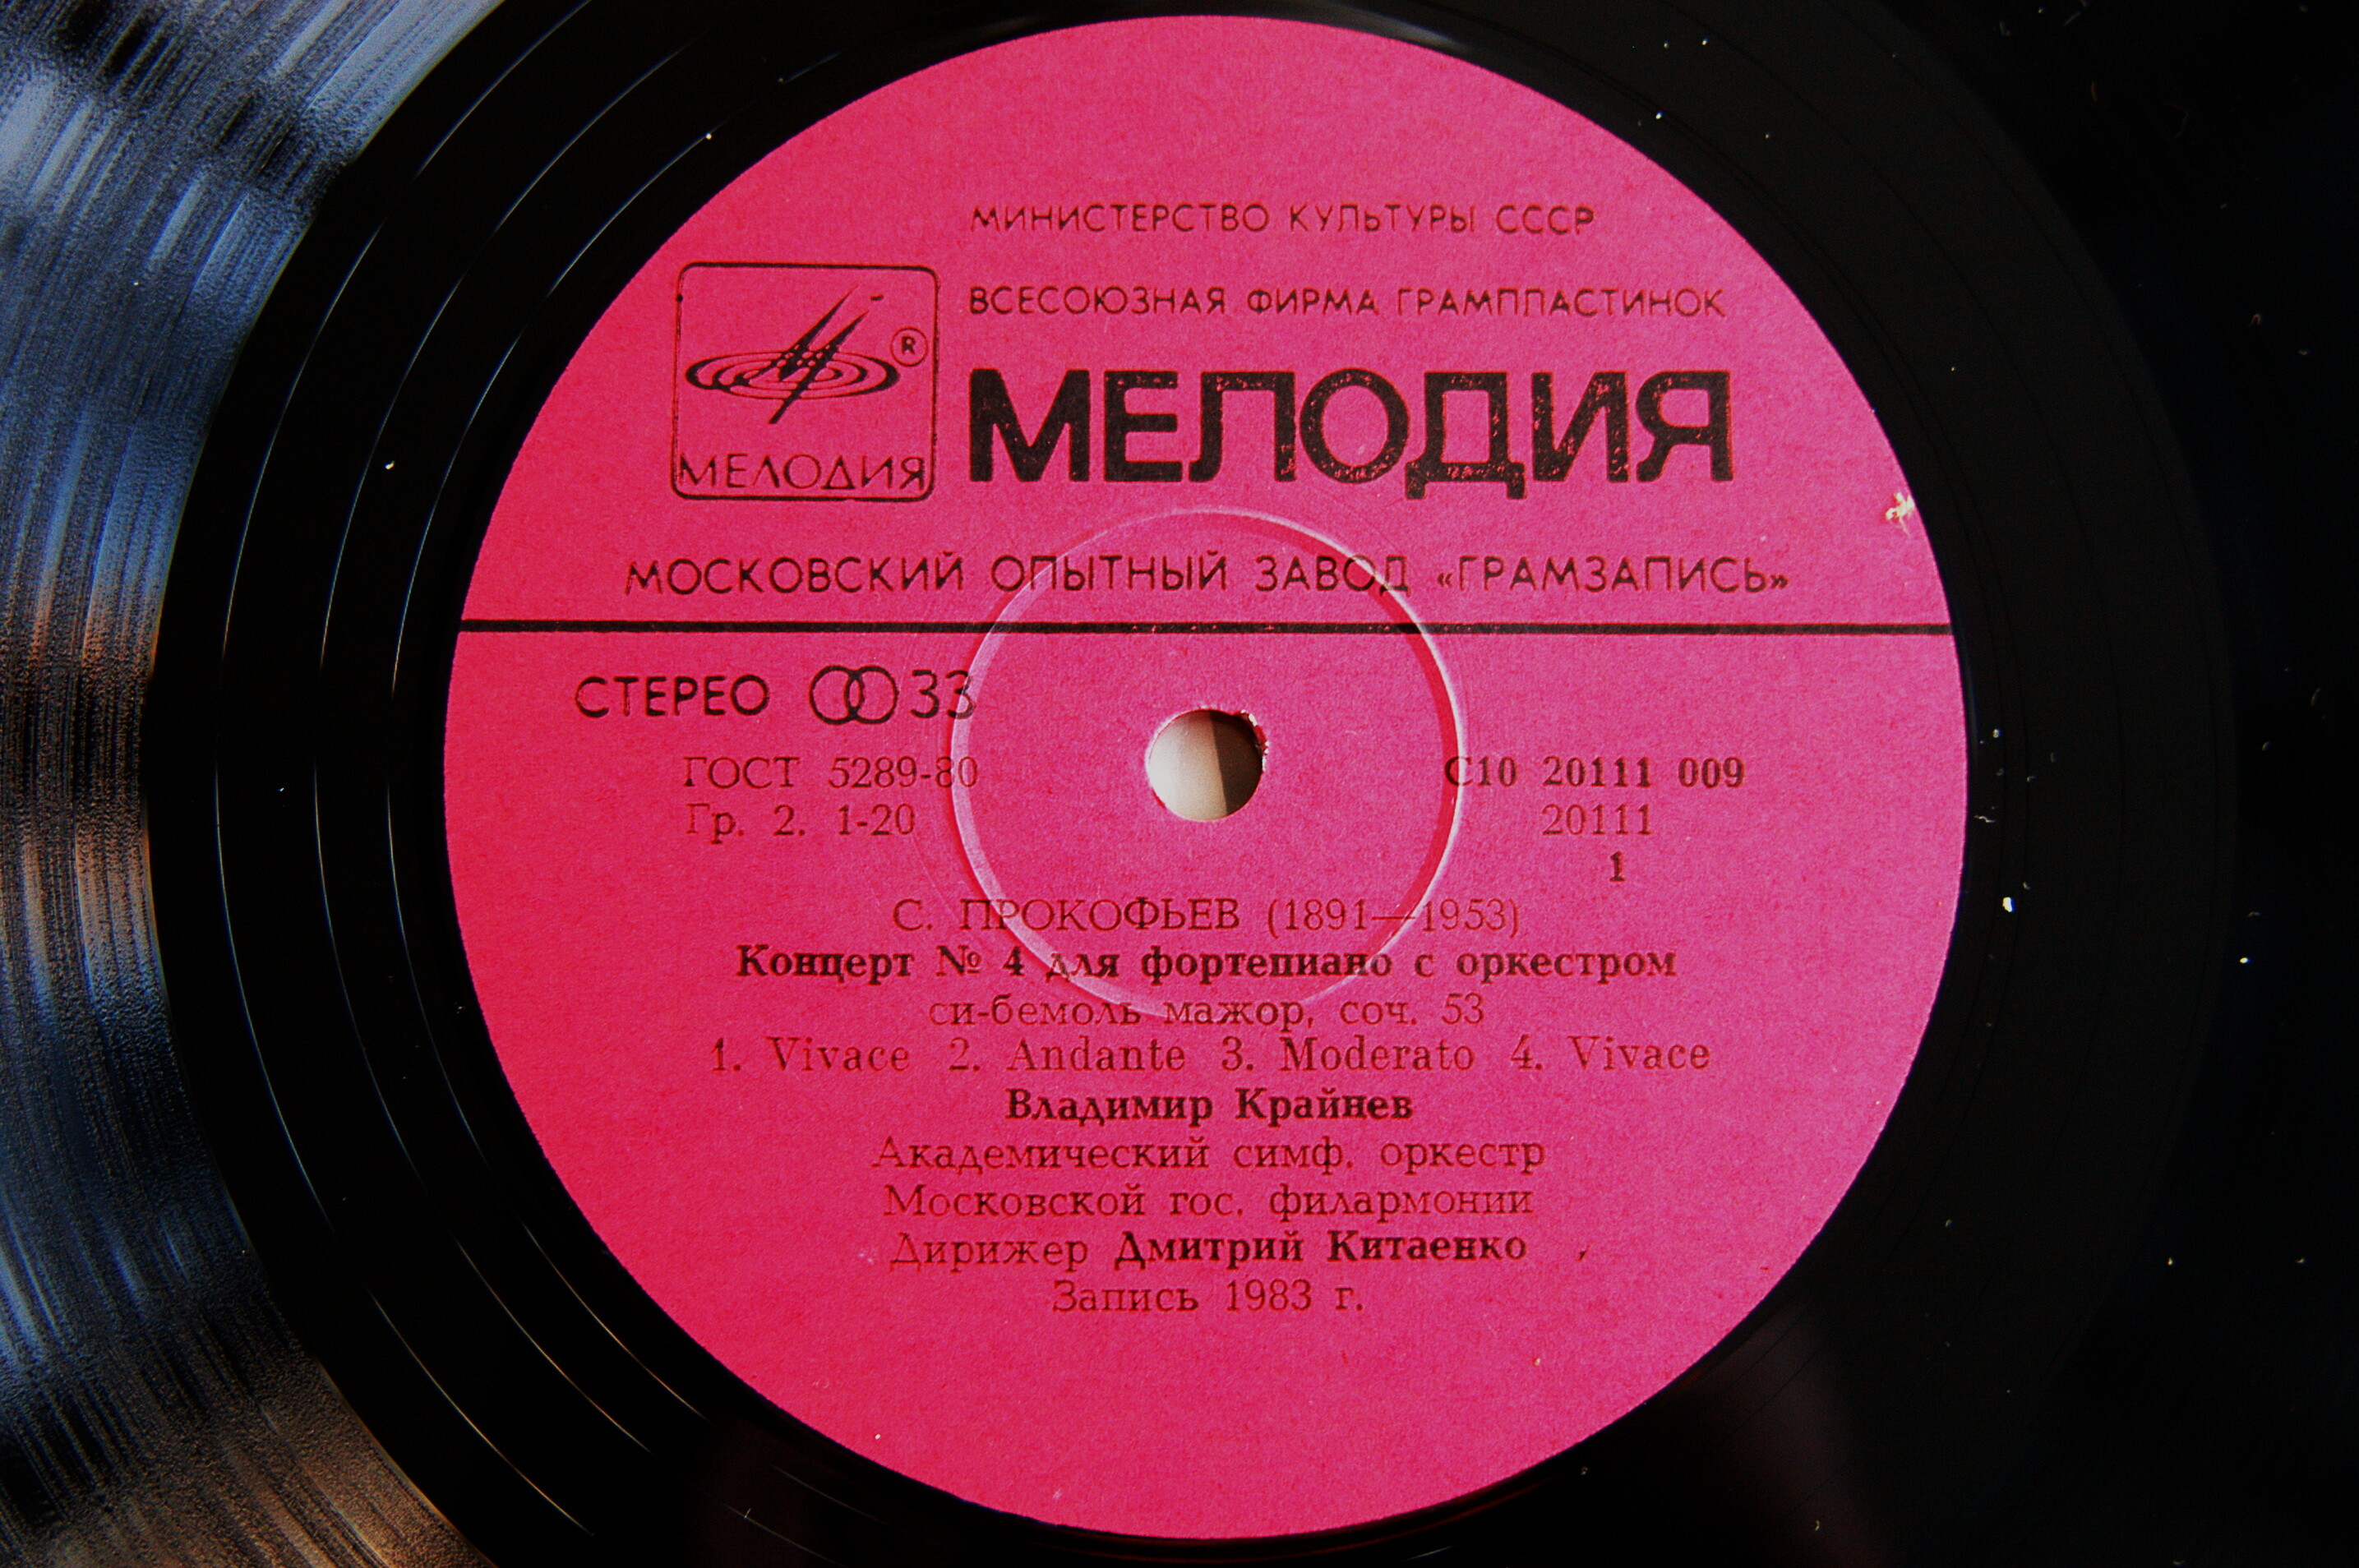 МИНИСТЕРСТВО КУЛЬТУРЫ СССР
ВСЕСОЮЗНАЯ ФИРМА ГРАМПЛАСТИНОК
®
МЕЛОДИЯ
МЕЛОДИЯ
МОСКОВСКИЙ ОПЫТНЫЙ ЗАВОД «ГРАМЗАПИСЬ»
СТЕРЕО 33
ГОСТ 5289-80 С10 20111 009
Гр. 2. 1-20 20111
1
С. ПРОКОФЬЕВ (1891—1953)
Концерт № 4 для фортепиано с оркестром
си-бемоль мажор, соч. 53
1. Vivace 2. Andante 3. Moderato 4. Vivace
Владимир Крайнев
Академический симф. оркестр
Московской гос. филармонии
Дирижер Дмитрий Китаенко
Запись 1983 г.